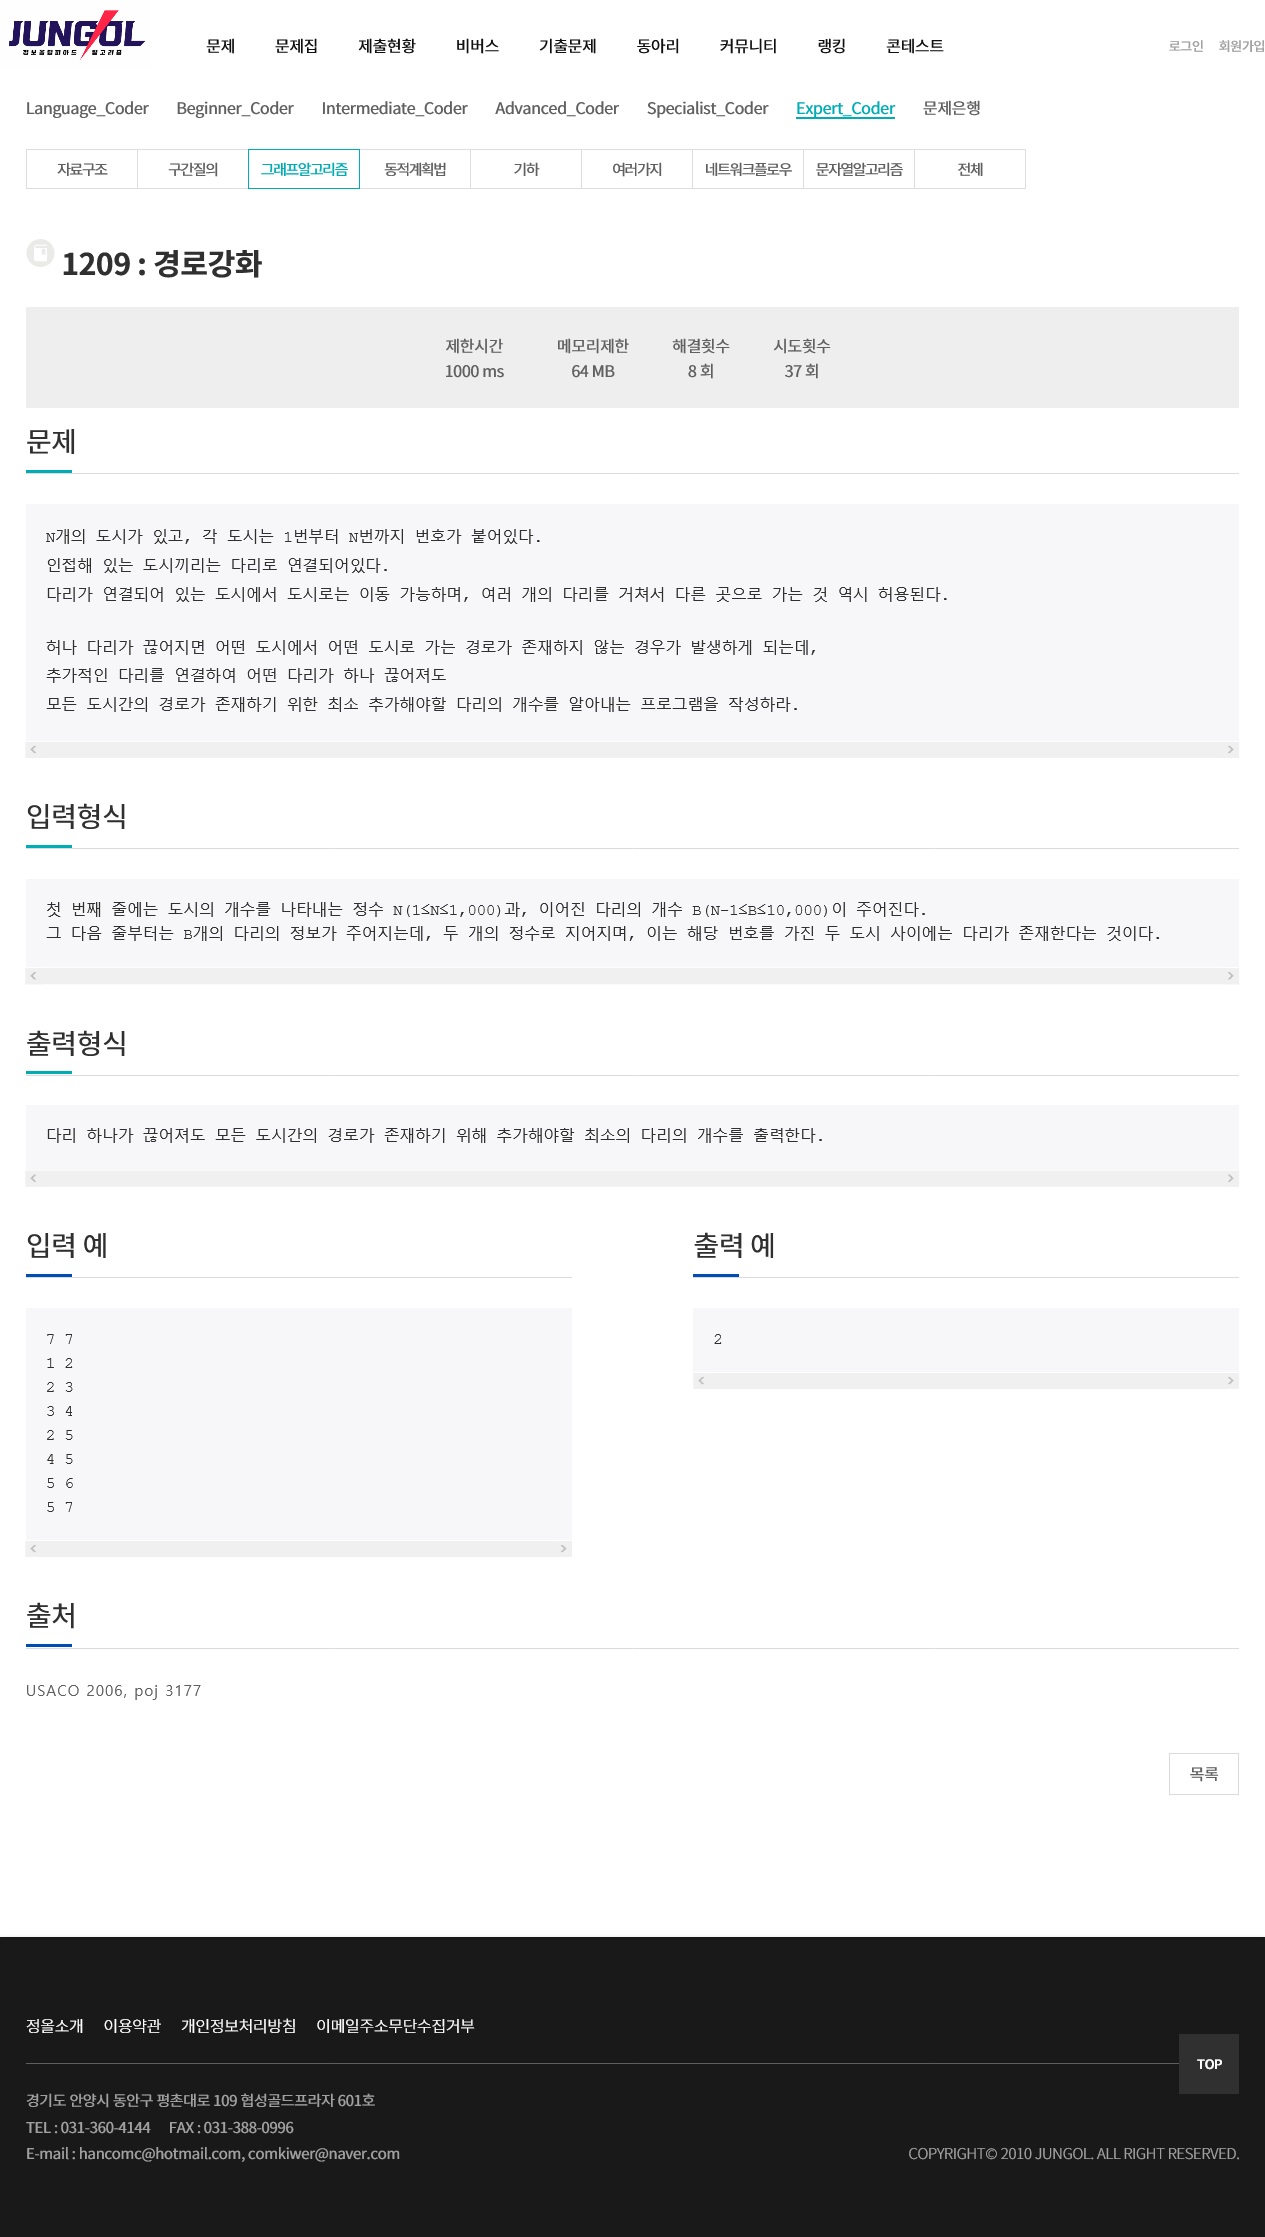 JUNGOL
정보올림피아드 알고리즘
문제 문제집 제출현황 비버스 기출문제 동아리 커뮤니티 랭킹 콘테스트
로그인 회원가입
Language_Coder Beginner_Coder Intermediate_Coder Advanced_Coder Specialist_Coder Expert_Coder 문제은행
자료구조 구간질의 그래프알고리즘 동적계획법 기하 여러가지 네트워크플로우 문자열알고리즘 전체
1209 : 경로강화
제한시간 메모리제한 해결횟수 시도횟수
1000 ms 64 MB 8 회 37 회
문제
N개의 도시가 있고, 각 도시는 1번부터 N번까지 번호가 붙어있다.
인접해 있는 도시끼리는 다리로 연결되어있다.
다리가 연결되어 있는 도시에서 도시로는 이동 가능하며, 여러 개의 다리를 거쳐서 다른 곳으로 가는 것 역시 허용된다.
허나 다리가 끊어지면 어떤 도시에서 어떤 도시로 가는 경로가 존재하지 않는 경우가 발생하게 되는데,
추가적인 다리를 연결하여 어떤 다리가 하나 끊어져도
모든 도시간의 경로가 존재하기 위한 최소 추가해야할 다리의 개수를 알아내는 프로그램을 작성하라.
입력형식
첫 번째 줄에는 도시의 개수를 나타내는 정수 N(1≤N≤1,000)과, 이어진 다리의 개수 B(N-1≤B≤10,000)이 주어진다.
그 다음 줄부터는 B개의 다리의 정보가 주어지는데, 두 개의 정수로 지어지며, 이는 해당 번호를 가진 두 도시 사이에는 다리가 존재한다는 것이다.
출력형식
다리 하나가 끊어져도 모든 도시간의 경로가 존재하기 위해 추가해야할 최소의 다리의 개수를 출력한다.
입력 예
7 7
1 2
2 3
3 4
2 5
4 5
5 6
5 7
출력 예
2
출처
USACO 2006, poj 3177
목록
정올소개 이용약관 개인정보처리방침 이메일주소무단수집거부
TOP
경기도 안양시 동안구 평촌대로 109 협성골드프라자 601호
TEL : 031-360-4144 FAX : 031-388-0996
E-mail : hancomc@hotmail.com, comkiwer@naver.com
COPYRIGHT© 2010 JUNGOL. ALL RIGHT RESERVED.